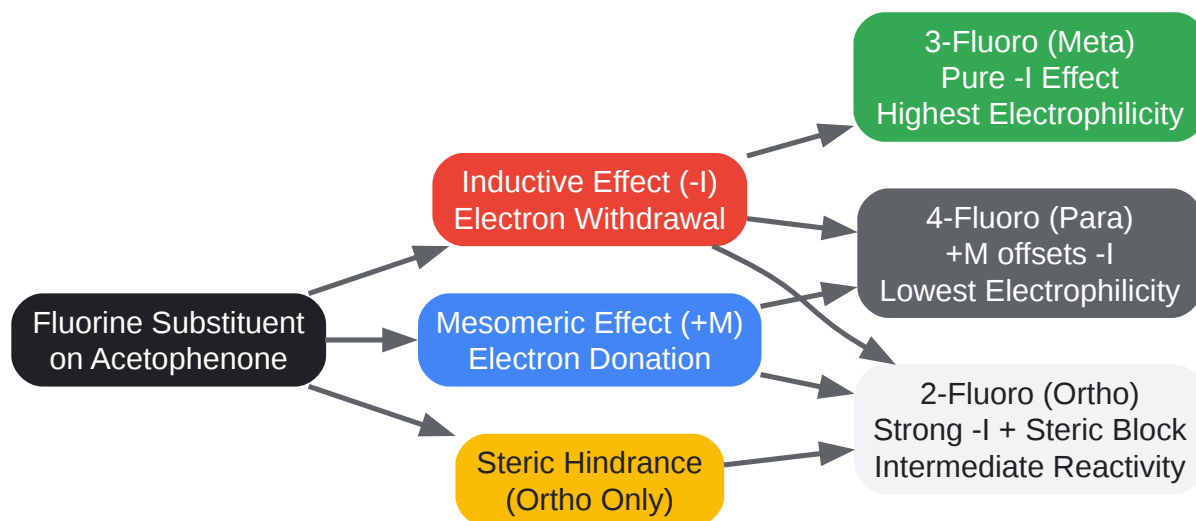 Fluorine Substituent
on Acetophenone
Inductive Effect (-I)
Electron Withdrawal
Mesomeric Effect (+M)
Electron Donation
Steric Hindrance
(Ortho Only)
3-Fluoro (Meta)
Pure -I Effect
Highest Electrophilicity
4-Fluoro (Para)
+M offsets -I
Lowest Electrophilicity
2-Fluoro (Ortho)
Strong -I + Steric Block
Intermediate Reactivity